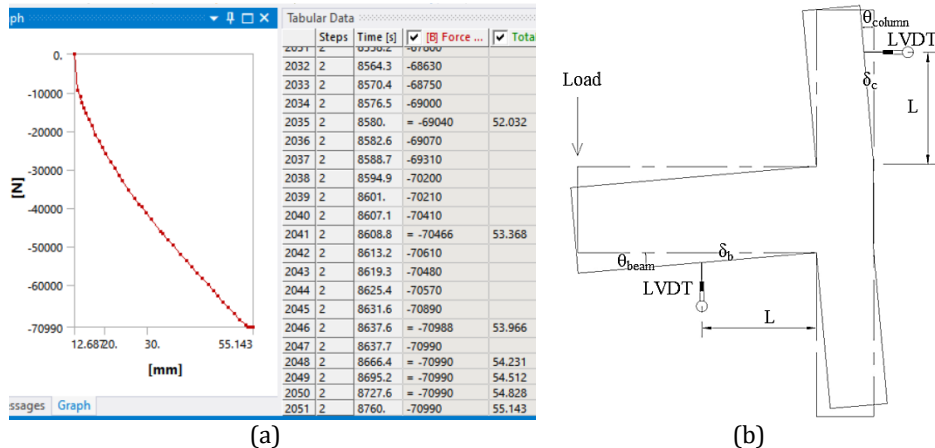 ph
0.
-10000
-20000
-30000
-40000
-50000
-60000
-70990
[N]
12.687 20. 30. 55.143
[mm]
ssages Graph
Tabular Data
Steps Time [s] [B] Force ... Total
2032 2 8564.3 -68630
2033 2 8570.4 -68750
2034 2 8576.5 -69000
2035 2 8580. = -69040 52.032
2036 2 8582.6 -69070
2037 2 8588.7 -69310
2038 2 8594.9 -70200
2039 2 8601. -70210
2040 2 8607.1 -70410
2041 2 8608.8 = -70466 53.368
2042 2 8613.2 -70610
2043 2 8619.3 -70480
2044 2 8625.4 -70570
2045 2 8631.6 -70890
2046 2 8637.6 = -70988 53.966
2047 2 8637.7 -70990
2048 2 8666.4 = -70990 54.231
2049 2 8695.2 = -70990 54.512
2050 2 8727.6 = -70990 54.828
2051 2 8760. -70990 55.143
(a)
θcolumn
LVDT
δc
L
Load
θbeam
δb
LVDT
L
(b)